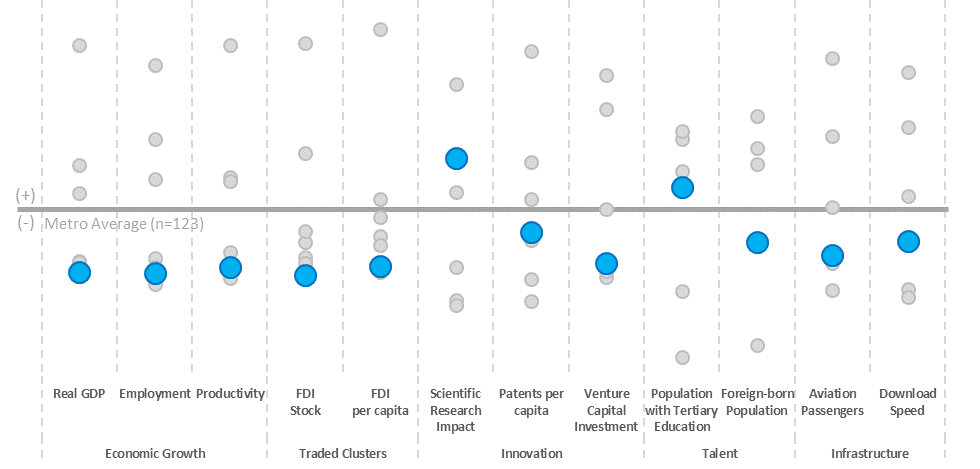 (+)
(-) Metro Average (n=123)
Real GDP Employment Productivity FDI FDI Scientific Patents per Venture Population Foreign-born Aviation Download
Stock per capita Research capita Capital with Tertiary Population Passengers Speed
Impact Investment Education
Economic Growth Traded Clusters Innovation Talent Infrastructure